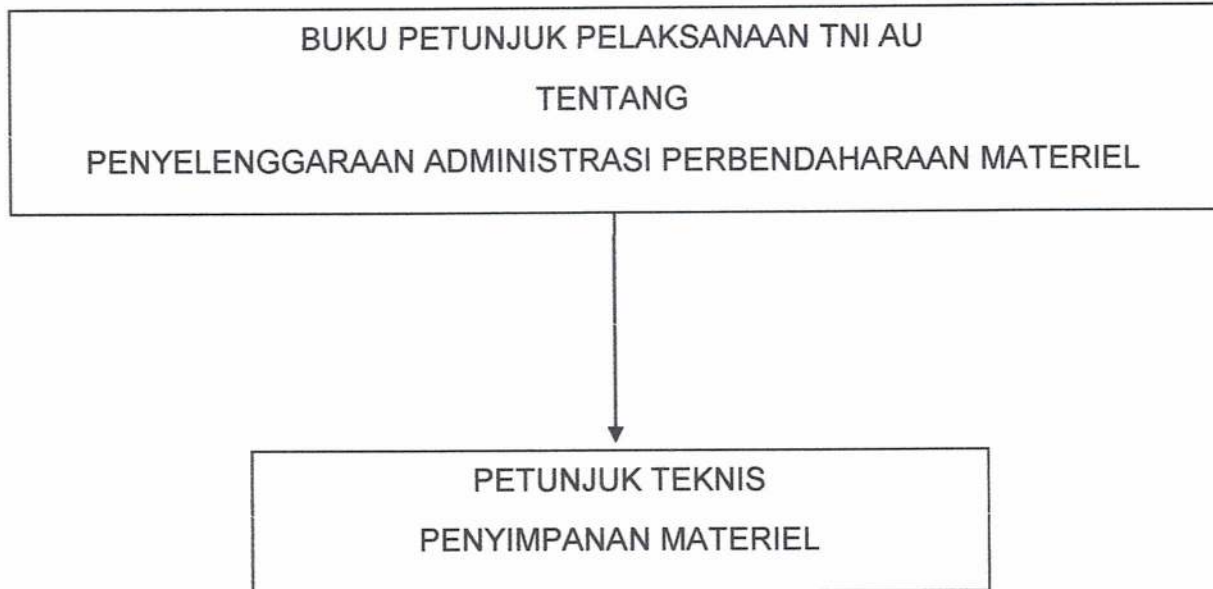 BUKU PETUNJUK PELAKSANAAN TNI AU
TENTANG
PENYELENGGARAAN ADMINISTRASI PERBENDAHARAAN MATERIEL
PETUNJUK TEKNIS
PENYIMPANAN MATERIEL